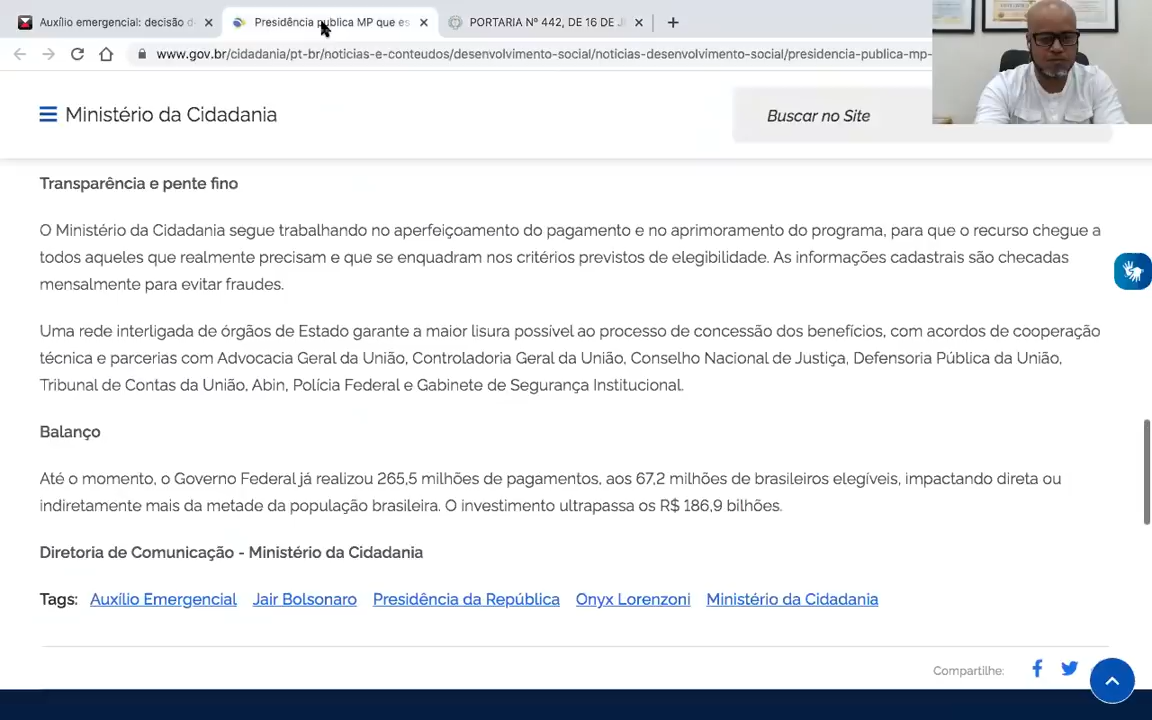 Auxílio emergencial: decisão d
Presidência publica MP que es
PORTARIA Nº 442, DE 16 DE J
www.gov.br/cidadania/pt-br/noticias-e-conteudos/desenvolvimento-social/noticias-desenvolvimento-social/presidencia-publica-mp-
Ministério da Cidadania
Buscar no Site
Transparência e pente fino
O Ministério da Cidadania segue trabalhando no aperfeiçoamento do pagamento e no aprimoramento do programa, para que o recurso chegue a
todos aqueles que realmente precisam e que se enquadram nos critérios previstos de elegibilidade. As informações cadastrais são checadas
mensalmente para evitar fraudes.
Uma rede interligada de órgãos de Estado garante a maior lisura possível ao processo de concessão dos benefícios, com acordos de cooperação
técnica e parcerias com Advocacia Geral da União, Controladoria Geral da União, Conselho Nacional de Justiça, Defensoria Pública da União,
Tribunal de Contas da União, Abin, Polícia Federal e Gabinete de Segurança Institucional.
Balanço
Até o momento, o Governo Federal já realizou 265,5 milhões de pagamentos, aos 67,2 milhões de brasileiros elegíveis, impactando direta ou
indiretamente mais da metade da população brasileira. O investimento ultrapassa os R$ 186,9 bilhões.
Diretoria de Comunicação - Ministério da Cidadania
Tags: Auxílio Emergencial Jair Bolsonaro Presidência da República Onyx Lorenzoni Ministério da Cidadania
Compartilhe: